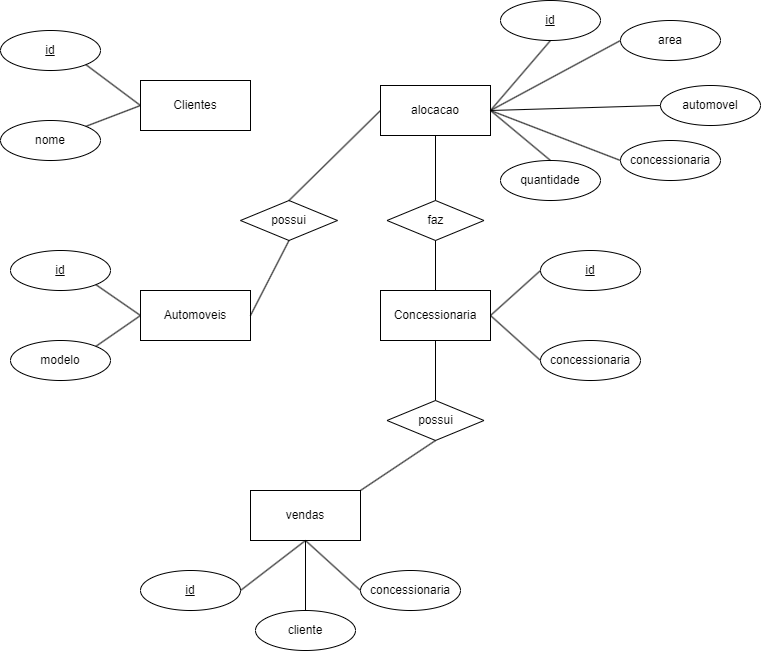 id
area
id
Clientes
alocacao
automovel
nome
concessionaria
quantidade
possui
faz
id
id
Automoveis
Concessionaria
modelo
concessionaria
possui
vendas
id
concessionaria
cliente